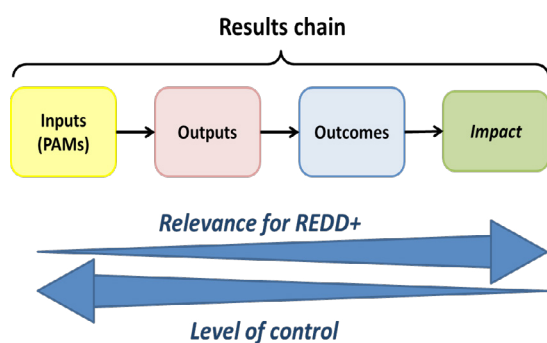 Results chain
Inputs
(PAMs)
Outputs
Outcomes
Impact
Relevance for REDD+
Level of control